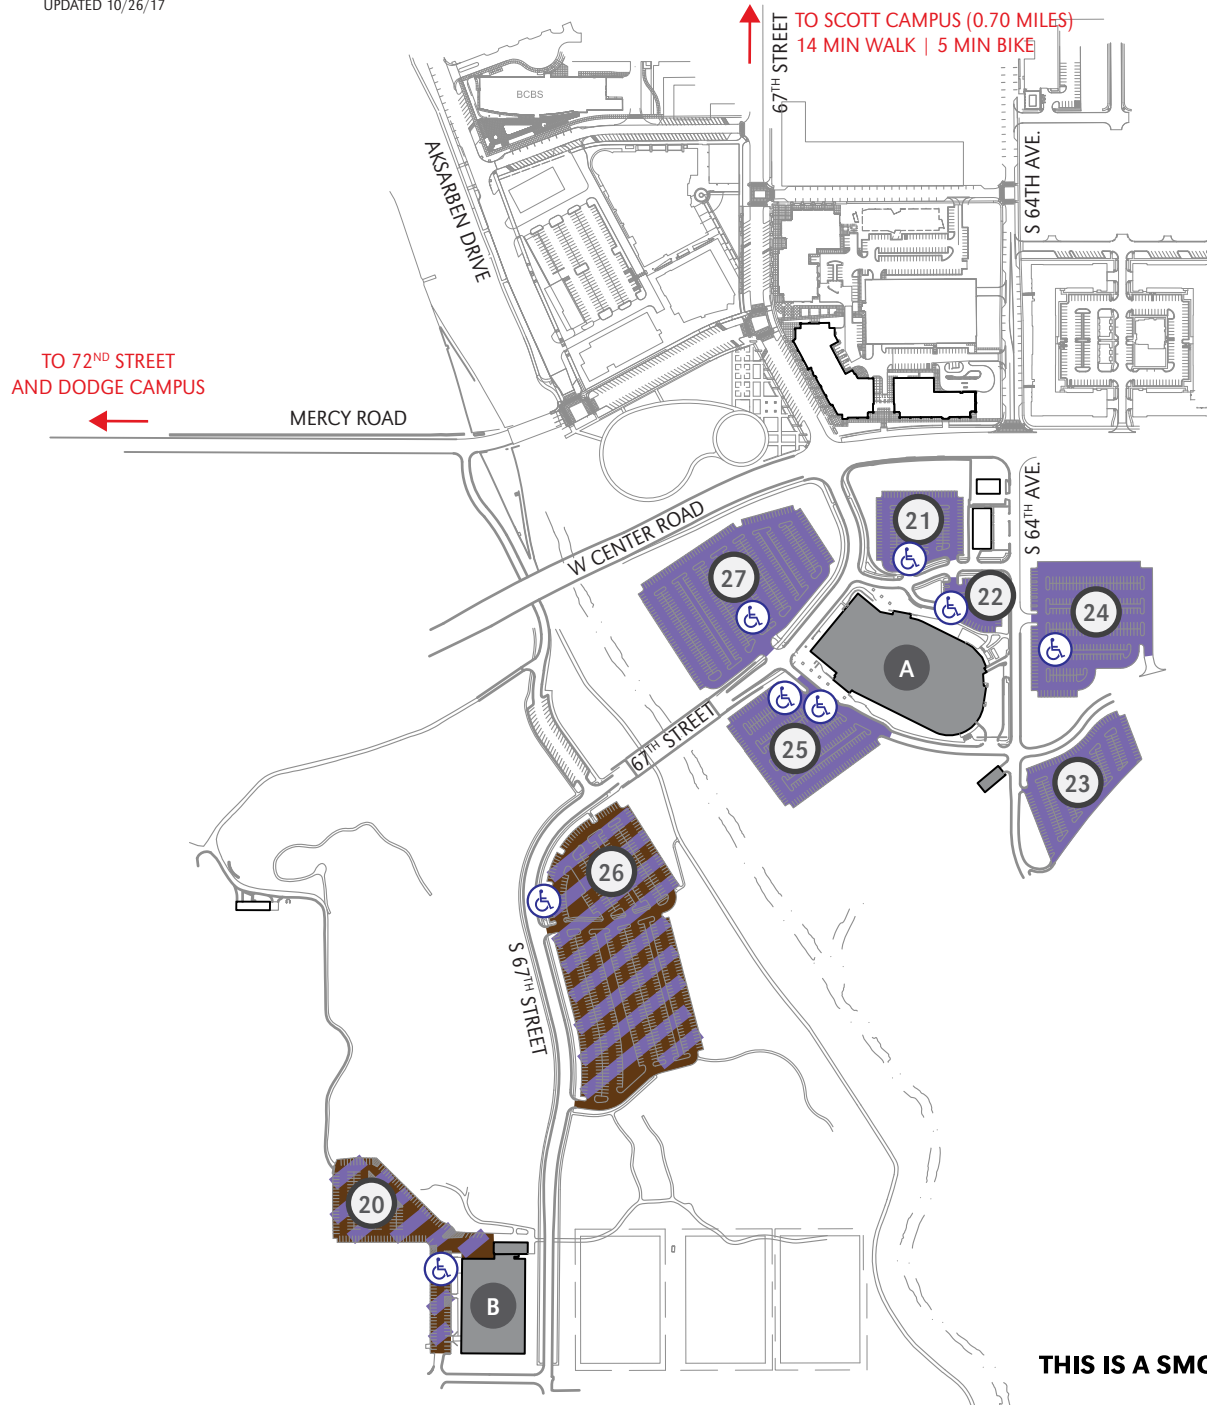 UPDATED 10/26/17
TO SCOTT CAMPUS (0.70 MILES)
14 MIN WALK | 5 MIN BIKE
67TH STREET
BCBS
AKSARBEN DRIVE
S 64TH AVE.
TO 72ND STREET
AND DODGE CAMPUS
MERCY ROAD
W CENTER ROAD
S 64TH AVE.
21
27
22
24
A
67TH STREET
25
23
26
S 67TH STREET
20
B
THIS IS A SMO